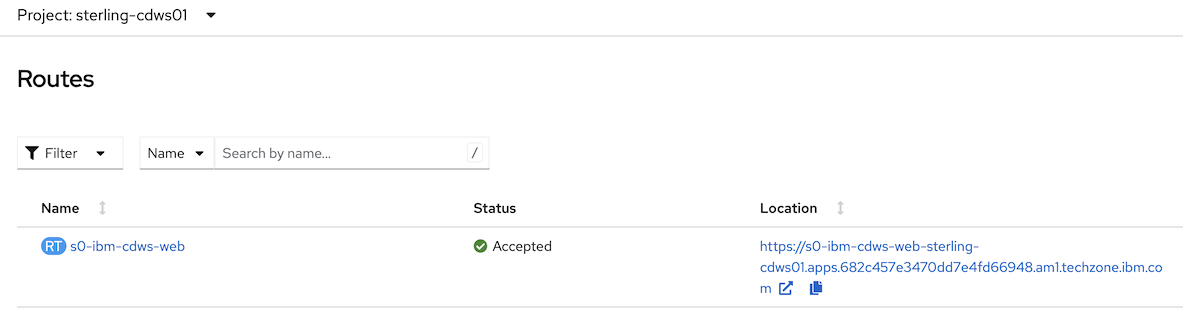 Project: sterling-cdws01
Routes
Filter Name Search by name... /
Name Status Location
RT s0-ibm-cdws-web Accepted https://s0-ibm-cdws-web-sterling-
cdws01.apps.682c457e3470dd7e4fd66948.am1.techzone.ibm.co
m